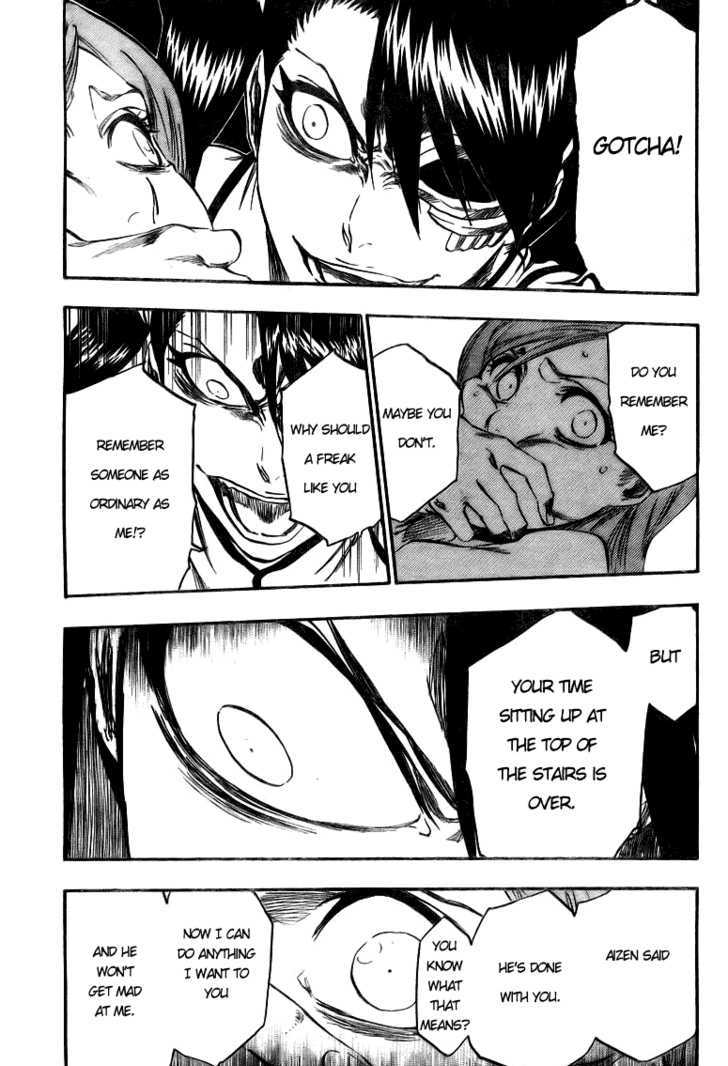 GOTCHA!
DO YOU
REMEMBER
ME?
MAYBE YOU
DON'T.
WHY SHOULD
A FREAK
LIKE YOU
REMEMBER
SOMEONE AS
ORDINARY AS
ME!?
BUT
YOUR TIME
SITTING UP AT
THE TOP OF
THE STAIRS IS
OVER.
AIZEN SAID
HE'S DONE
WITH YOU.
YOU
KNOW
WHAT
THAT
MEANS?
NOW I CAN
DO ANYTHING
I WANT TO
YOU
AND HE
WON'T
GET MAD
AT ME.